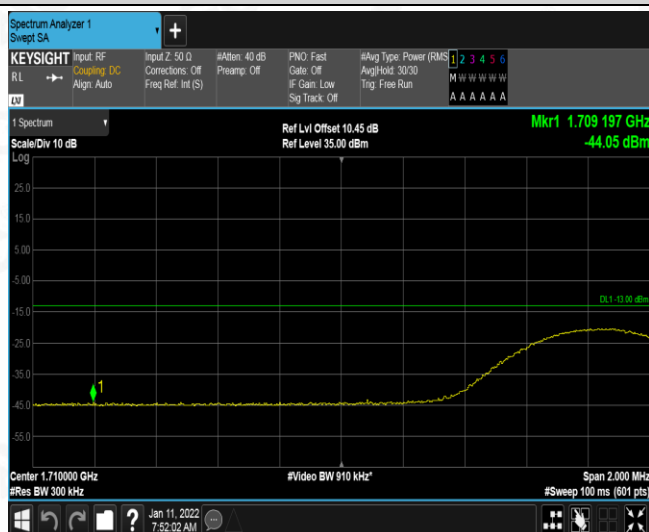 Spectrum Analyzer 1
Swept SA
+
KEYSIGHT
RL
Input: RF
Coupling: DC
Align: Auto
Input Z: 50 Ω
Corrections: Off
Freq Ref: Int (S)
#Atten: 40 dB
Preamp: Off
PNO: Fast
Gate: Off
IF Gain: Low
Sig Track: Off
#Avg Type: Power (RMS
Avg|Hold: 30/30
Trig: Free Run
1 2 3 4 5 6
M W W W W W
A A A A A A
LXI
1 Spectrum
Scale/Div 10 dB
Log
Ref Lvl Offset 10.45 dB
Ref Level 35.00 dBm
Mkr1 1.709 197 GHz
-44.05 dBm
25.0
15.0
5.00
-5.00
-15.0
-25.0
-35.0
-45.0
-55.0
DL1 -13.00 dBm
1
Center 1.710000 GHz
#Res BW 300 kHz
#Video BW 910 kHz*
Span 2.000 MHz
#Sweep 100 ms (601 pts)
?
Jan 11, 2022
7:52:02 AM